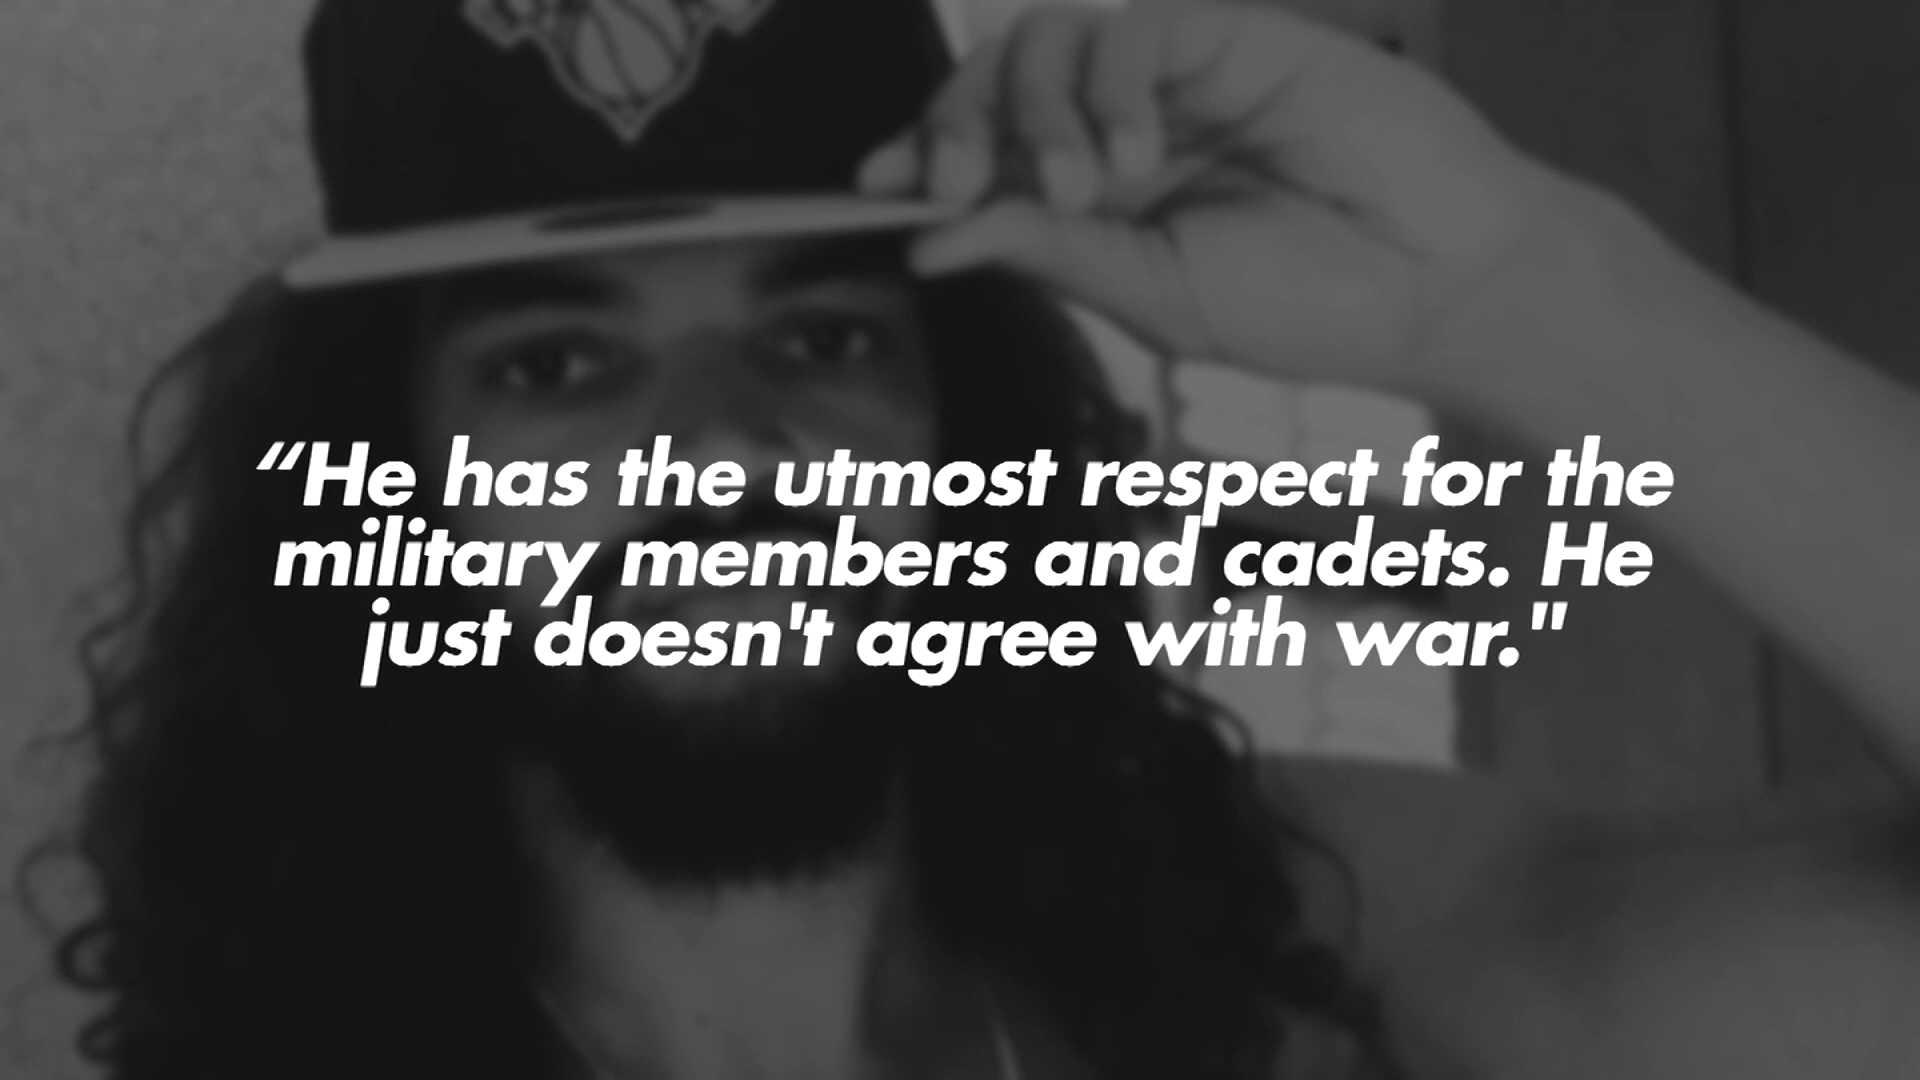 “He has the utmost respect for the
military members and cadets. He
just doesn't agree with war."